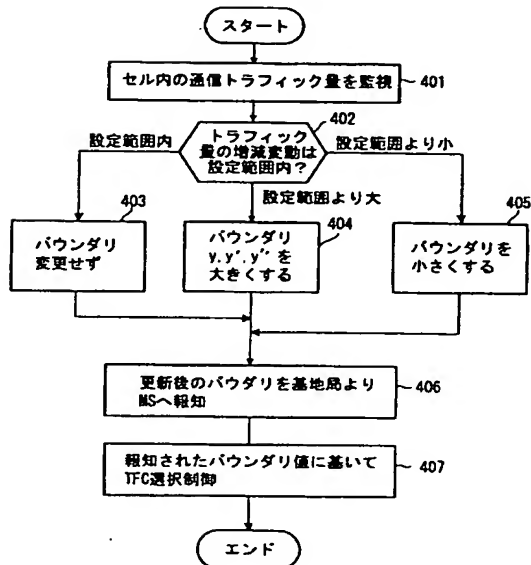 スタート
セル内の通信トラフィック量を監視
401
402
トラフィック
量の増減変動は
設定範囲内?
設定範囲内
設定範囲より小
設定範囲より大
403
バウンダリ
変更せず
404
バウンダリ
y,y',y''を
大きくする
405
バウンダリを
小さくする
更新後のバウダリを基地局より
MSへ報知
406
報知されたバウンダリ値に基いて
TFC選択制御
407
エンド